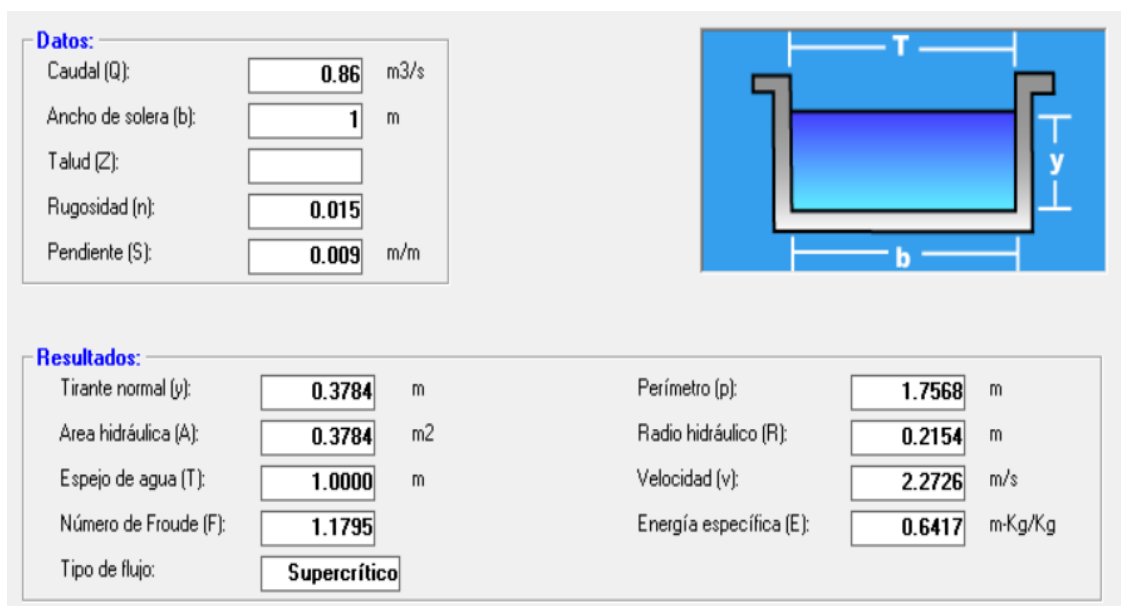 Datos:
Caudal (Q): 0.86 m3/s
Ancho de solera (b): 1 m
Talud (Z):
Rugosidad (n): 0.015
Pendiente (S): 0.009 m/m
T
y
b
Resultados:
Tirante normal (y): 0.3784 m Perímetro (p): 1.7568 m
Area hidráulica (A): 0.3784 m2 Radio hidráulico (R): 0.2154 m
Espejo de agua (T): 1.0000 m Velocidad (v): 2.2726 m/s
Número de Froude (F): 1.1795 Energía específica (E): 0.6417 m-Kg/Kg
Tipo de flujo: Supercrítico